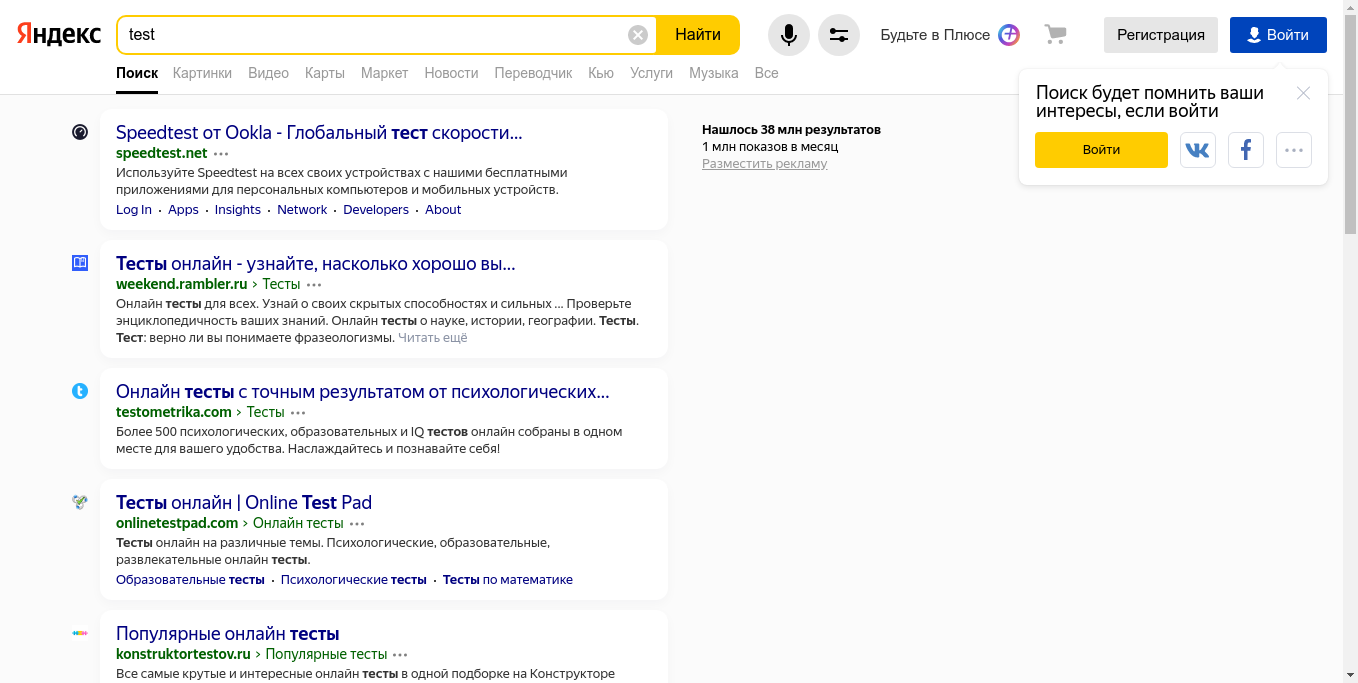 Яндекс
test
Найти
Будьте в Плюсе
Регистрация
Войти
Поиск Картинки Видео Карты Маркет Новости Переводчик Кью Услуги Музыка Все
Поиск будет помнить ваши
интересы, если войти
Войти
Speedtest от Ookla - Глобальный тест скорости...
speedtest.net
Используйте Speedtest на всех своих устройствах с нашими бесплатными
приложениями для персональных компьютеров и мобильных устройств.
Log In · Apps · Insights · Network · Developers · About
Нашлось 38 млн результатов
1 млн показов в месяц
Разместить рекламу
Тесты онлайн - узнайте, насколько хорошо вы...
weekend.rambler.ru › Тесты
Онлайн тесты для всех. Узнай о своих скрытых способностях и сильных ... Проверьте
энциклопедичность ваших знаний. Онлайн тесты о науке, истории, географии. Тесты.
Тест: верно ли вы понимаете фразеологизмы. Читать ещё
Онлайн тесты с точным результатом от психологических...
testometrika.com › Тесты
Более 500 психологических, образовательных и IQ тестов онлайн собраны в одном
месте для вашего удобства. Наслаждайтесь и познавайте себя!
Тесты онлайн | Online Test Pad
onlinetestpad.com › Онлайн тесты
Тесты онлайн на различные темы. Психологические, образовательные,
развлекательные онлайн тесты.
Образовательные тесты · Психологические тесты · Тесты по математике
Популярные онлайн тесты
konstruktortestov.ru › Популярные тесты
Все самые крутые и интересные онлайн тесты в одной подборке на Конструкторе